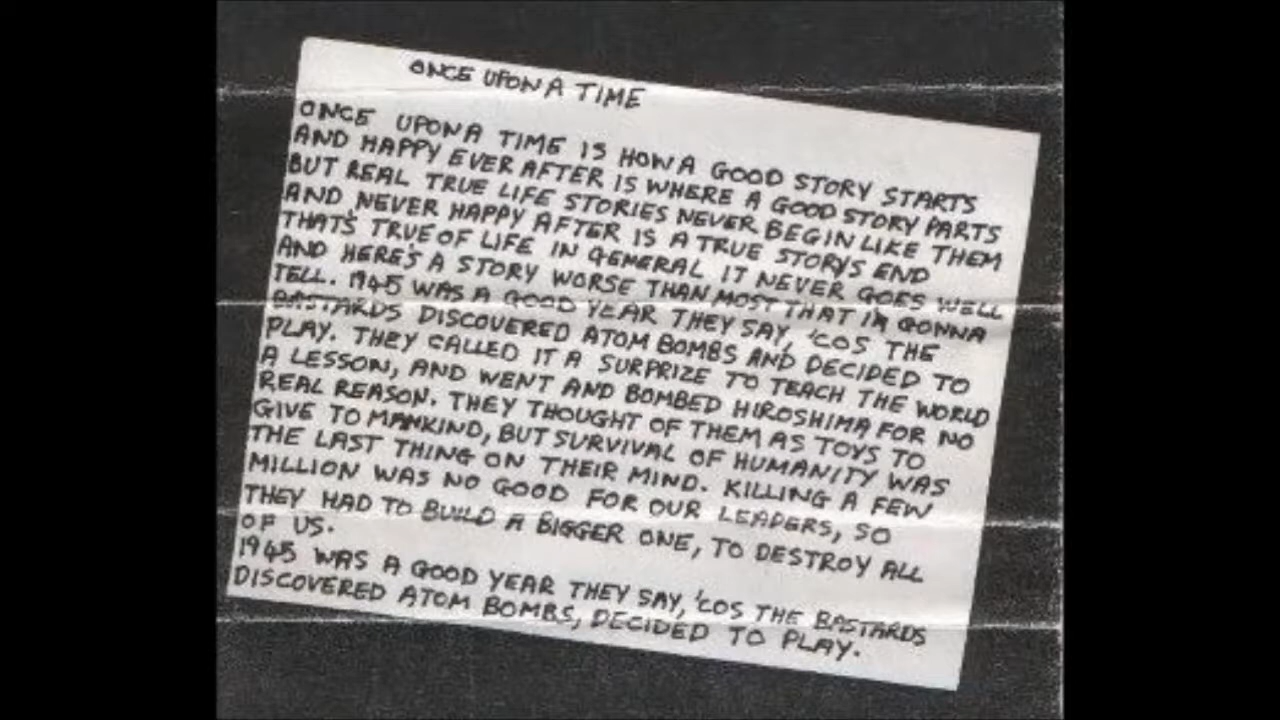 ONCE UPON A TIME
ONCE UPON A TIME IS HOW A GOOD STORY STARTS
AND HAPPY EVER AFTER IS WHERE A GOOD STORY PARTS
BUT REAL TRUE LIFE STORIES NEVER BEGIN LIKE THEM
AND NEVER HAPPY AFTER IS A TRUE STORYS END
THAT'S TRUE OF LIFE IN GENERAL IT NEVER GOES WELL
AND HERE'S A STORY WORSE THAN MOST THAT IM GONNA
TELL. 1945 WAS A GOOD YEAR THEY SAY, 'COS THE
BASTARDS DISCOVERED ATOM BOMBS AND DECIDED TO
PLAY. THEY CALLED IT A SURPRIZE TO TEACH THE WORLD
A LESSON, AND WENT AND BOMBED HIROSHIMA FOR NO
REAL REASON. THEY THOUGHT OF THEM AS TOYS TO
GIVE TO MANKIND, BUT SURVIVAL OF HUMANITY WAS
THE LAST THING ON THEIR MIND. KILLING A FEW
MILLION WAS NO GOOD FOR OUR LEADERS, SO
THEY HAD TO BUILD A BIGGER ONE, TO DESTROY ALL
OF US.
1945 WAS A GOOD YEAR THEY SAY, 'COS THE BASTARDS
DISCOVERED ATOM BOMBS, DECIDED TO PLAY.